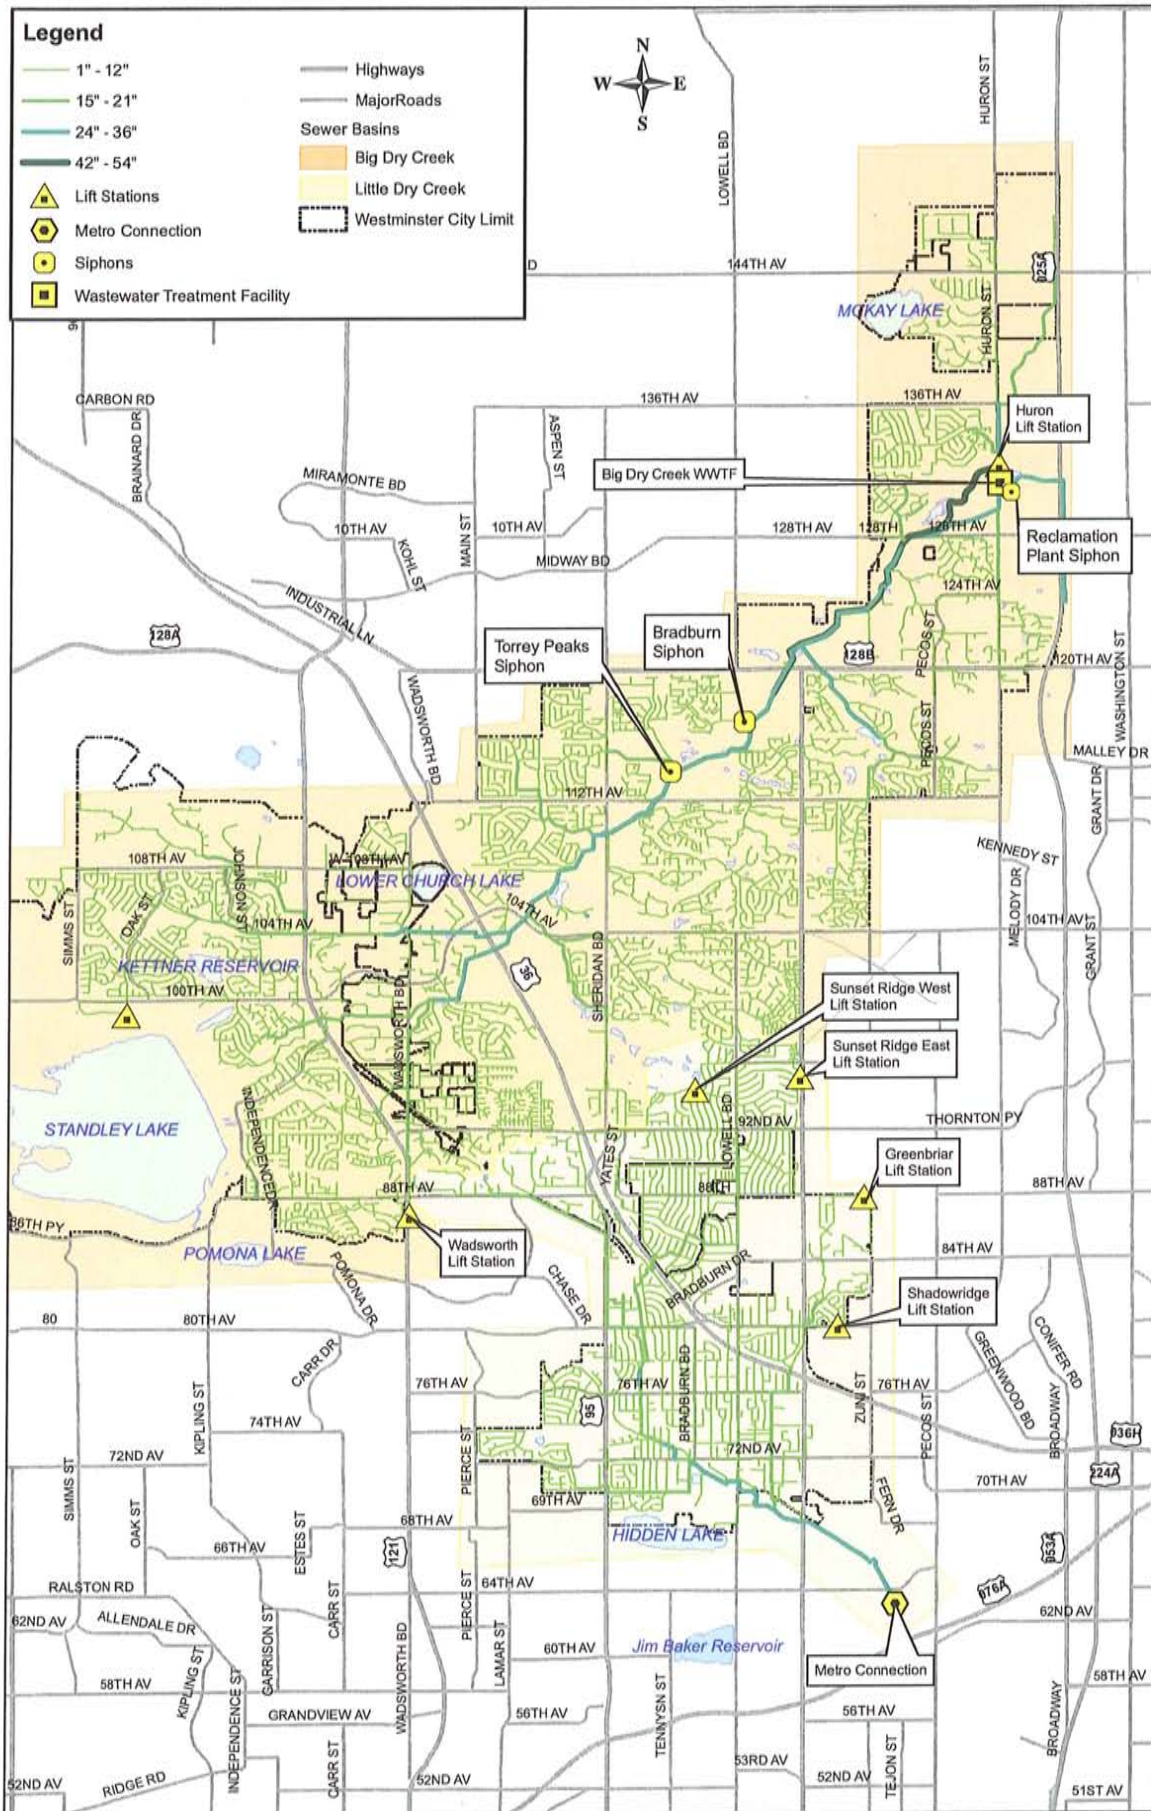 Legend
1" - 12"
15" - 21"
24" - 36"
42" - 54"
Lift Stations
Metro Connection
Siphons
Wastewater Treatment Facility
Highways
MajorRoads
Sewer Basins
Big Dry Creek
Little Dry Creek
Westminster City Limit
N
W E
S
HURON ST
LOWELL BD
D
144TH AV
025A
MCKAY LAKE
HURON ST
CARBON RD
136TH AV
136TH AV
BRAINARD DR
ASPEN ST
Huron
Lift Station
Big Dry Creek WWTF
MIRAMONTE BD
MAIN ST
10TH AV
10TH AV
128TH AV
128TH
128TH AV
KOHL ST
MIDWAY BD
Reclamation
Plant Siphon
124TH AV
INDUSTRIAL LN
128A
Torrey Peaks
Siphon
Bradburn
Siphon
PECOS ST
128B
120TH AV
WASHINGTON ST
WADSWORTH BD
PECOS ST
MALLEY DR
GRANT DR
112TH AV
108TH AV
W 108TH AV
JOHNSON ST
LOWER CHURCH LAKE
KENNEDY ST
SIMMS ST
OAK ST
104TH AV
104TH AV
MELODY DR
104TH AV
GRANT ST
KETTNER RESERVOIR
100TH AV
36
SHERIDAN BD
WADSWORTH BD
Sunset Ridge West
Lift Station
Sunset Ridge East
Lift Station
STANDLEY LAKE
INDEPENDENCE DR
YATES ST
LOWELL BD
92ND AV
THORNTON PY
Greenbriar
Lift Station
88TH AV
88TH
88TH AV
86TH PY
POMONA LAKE
Wadsworth
Lift Station
84TH AV
POMONA DR
CHASE DR
BRADBURN DR
Shadowridge
Lift Station
80
80TH AV
CARR DR
GREENWOOD BD
CONIFER RD
76TH AV
76TH AV
BRADBURN BD
ZUNI ST
76TH AV
KIPLING ST
95
74TH AV
PIERCE ST
PECOS ST
BROADWAY
036H
72ND AV
72ND AV
224A
SIMMS ST
70TH AV
69TH AV
FERN DR
OAK ST
ESTES ST
68TH AV
HIDDEN LAKE
66TH AV
121
053A
RALSTON RD
64TH AV
076A
62ND AV
ALLENDALE DR
CARR ST
PIERCE ST
62ND AV
GARRISON ST
60TH AV
Jim Baker Reservoir
KIPLING ST
WADSWORTH BD
LAMAR ST
Metro Connection
58TH AV
58TH AV
INDEPENDENCE ST
GRANDVIEW AV
56TH AV
TENNYSN ST
56TH AV
BROADWAY
CARR ST
53RD AV
TEJON ST
52ND AV
RIDGE RD
52ND AV
52ND AV
51ST AV